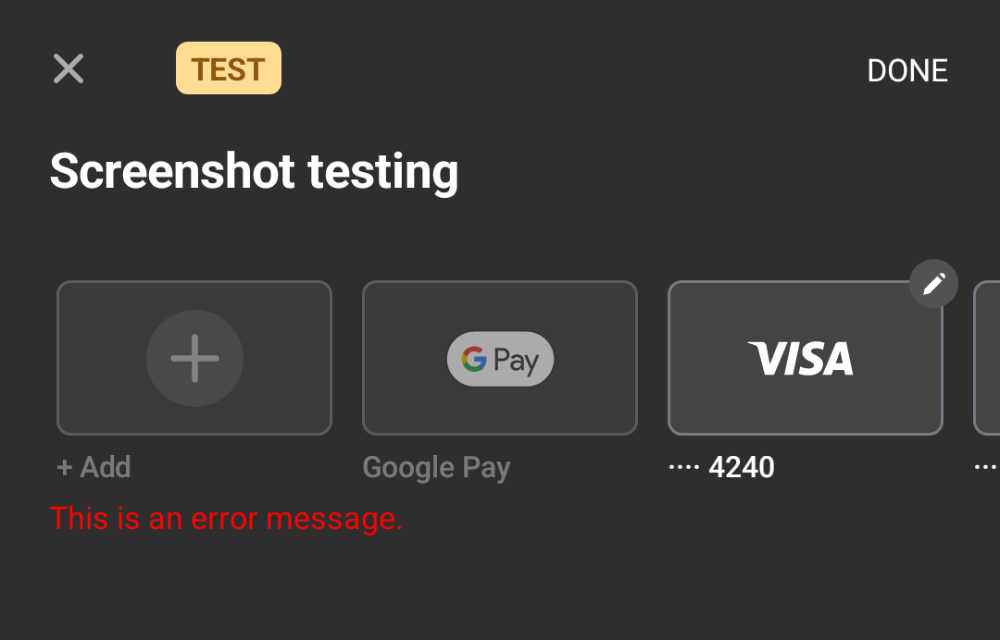 TEST
DONE
Screenshot testing
G Pay
VISA
+ Add
Google Pay
···· 4240
···
This is an error message.